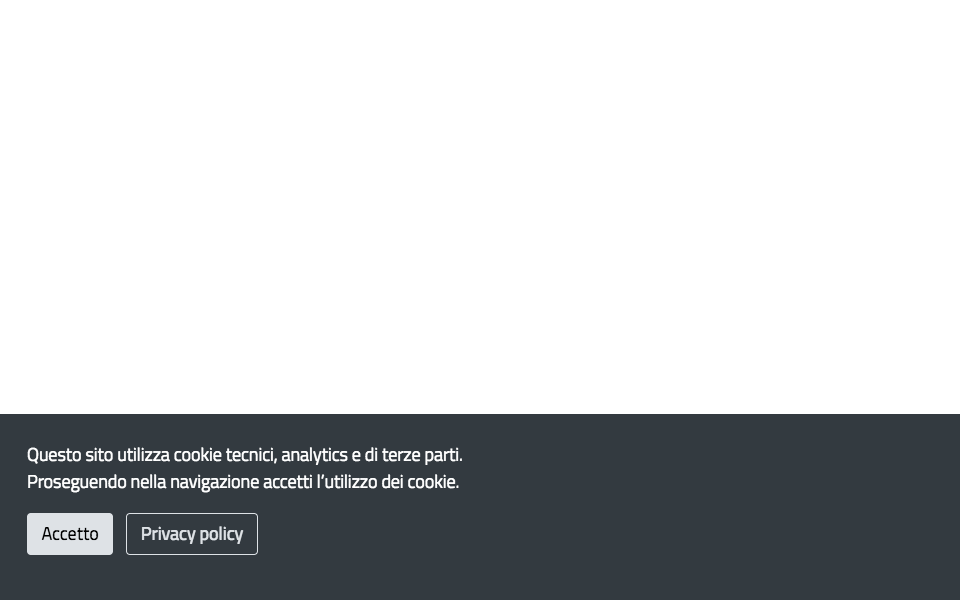 Questo sito utilizza cookie tecnici, analytics e di terze parti.
Proseguendo nella navigazione accetti l’utilizzo dei cookie.
Accetto
Privacy policy